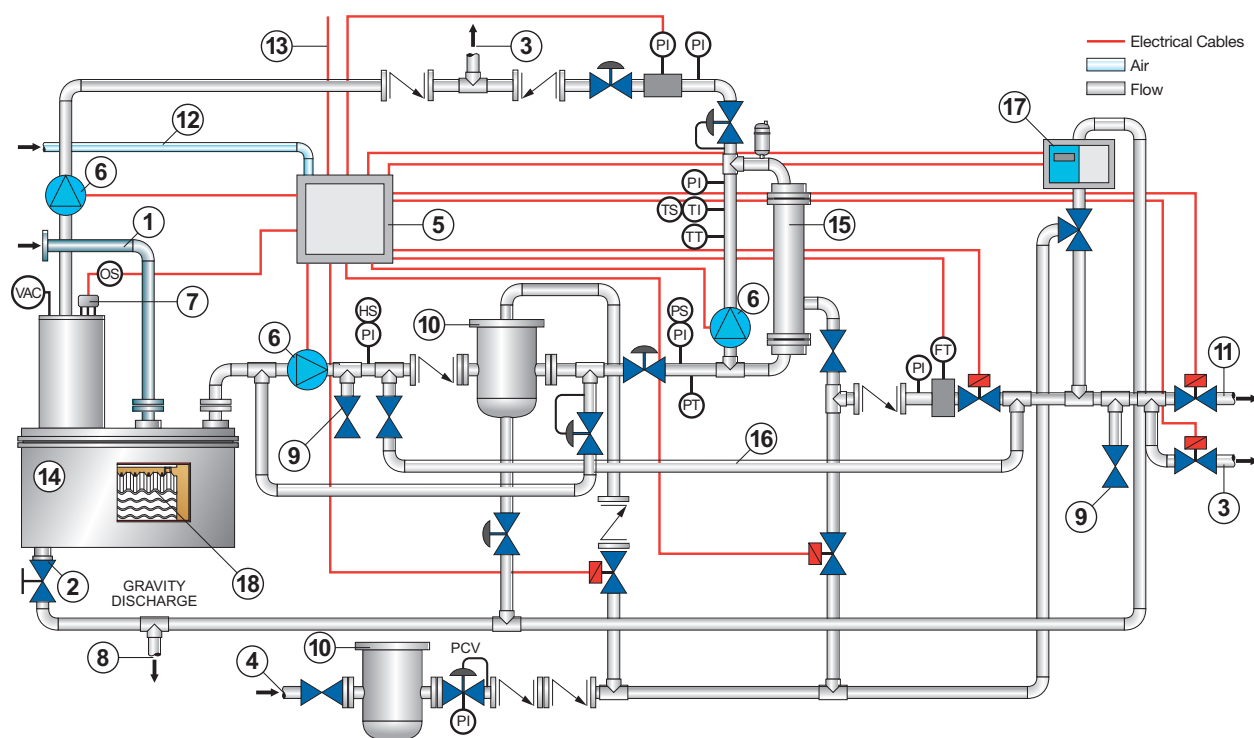 13
3
PI
PI
Electrical Cables
Air
Flow
12
17
6
1
5
PI
TS
TI
TT
15
OS
VAC
7
HS
PI
10
PS
PI
6
6
PT
PI
FT
11
9
16
14
3
9
18
2
GRAVITY
DISCHARGE
8
10
PCV
4
PI